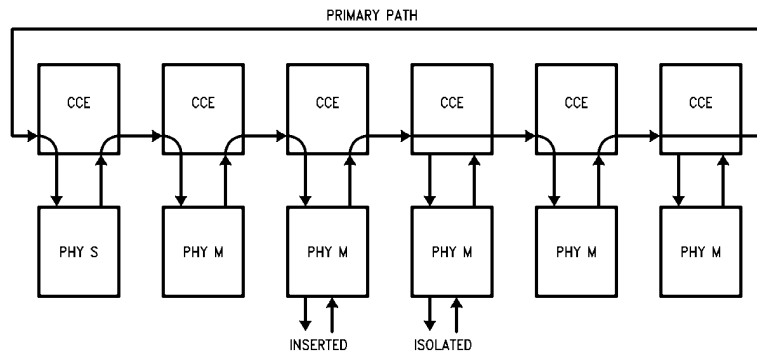 PRIMARY PATH
CCE CCE CCE CCE CCE CCE
PHY S PHY M PHY M PHY M PHY M PHY M
INSERTED ISOLATED